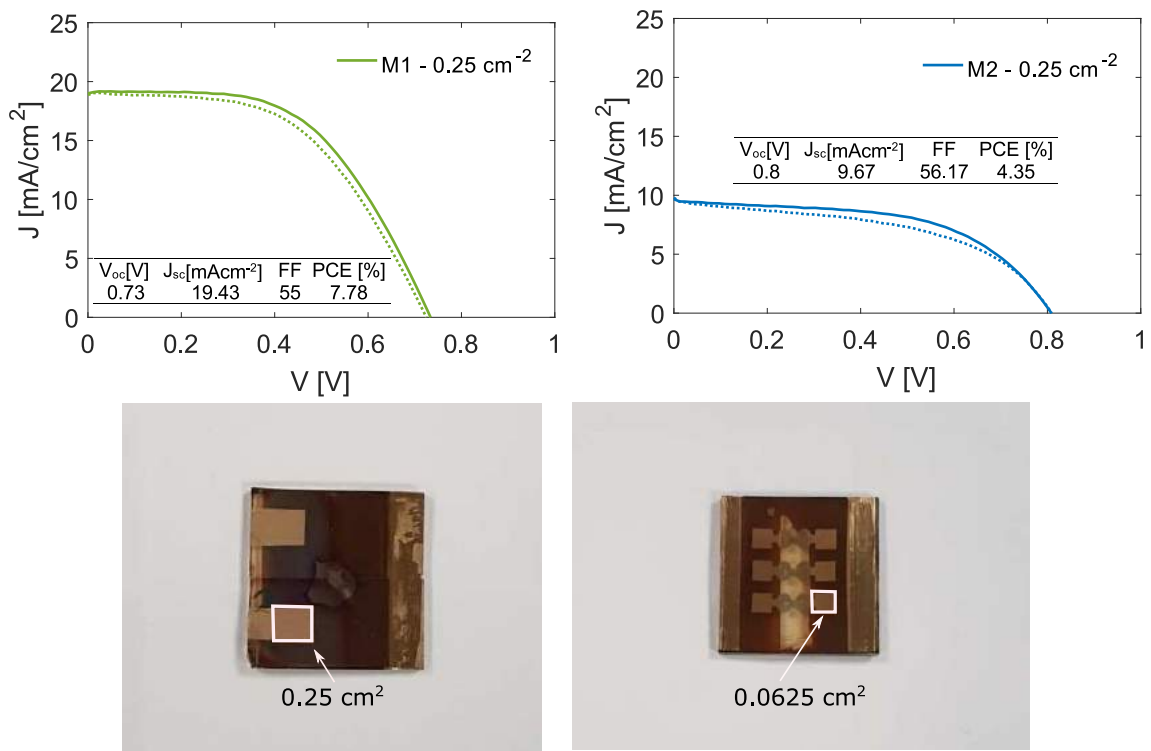 25
20
15
10
5
0
J [mA/cm²]
M1 - 0.25 cm⁻²
Vₒc[V] Jsc[mAcm⁻²] FF PCE [%]
0.73 19.43 55 7.78
0 0.2 0.4 0.6 0.8 1
V [V]
25
20
15
10
5
0
J [mA/cm²]
M2 - 0.25 cm⁻²
Vₒc[V] Jsc[mAcm⁻²] FF PCE [%]
0.8 9.67 56.17 4.35
0 0.2 0.4 0.6 0.8 1
V [V]
0.25 cm²
0.0625 cm²